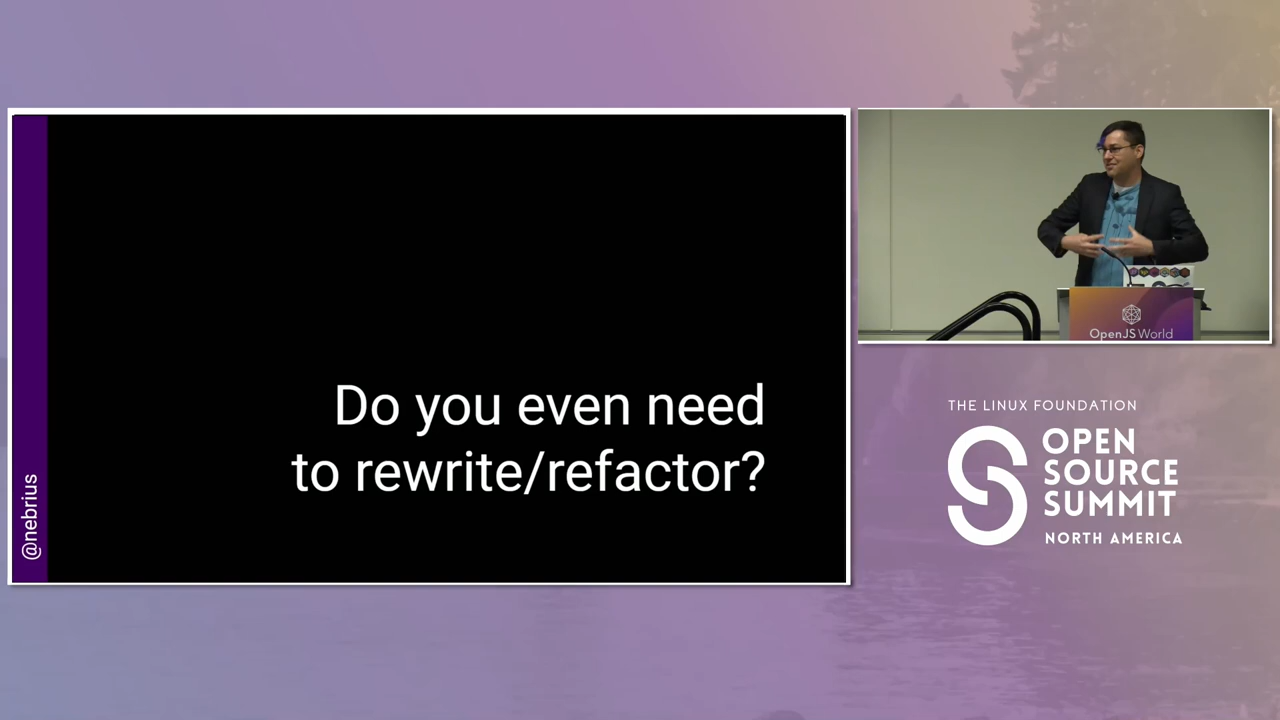 @nebrius
Do you even need
to rewrite/refactor?
OpenJS World
THE LINUX FOUNDATION
OPEN
SOURCE
SUMMIT
NORTH AMERICA